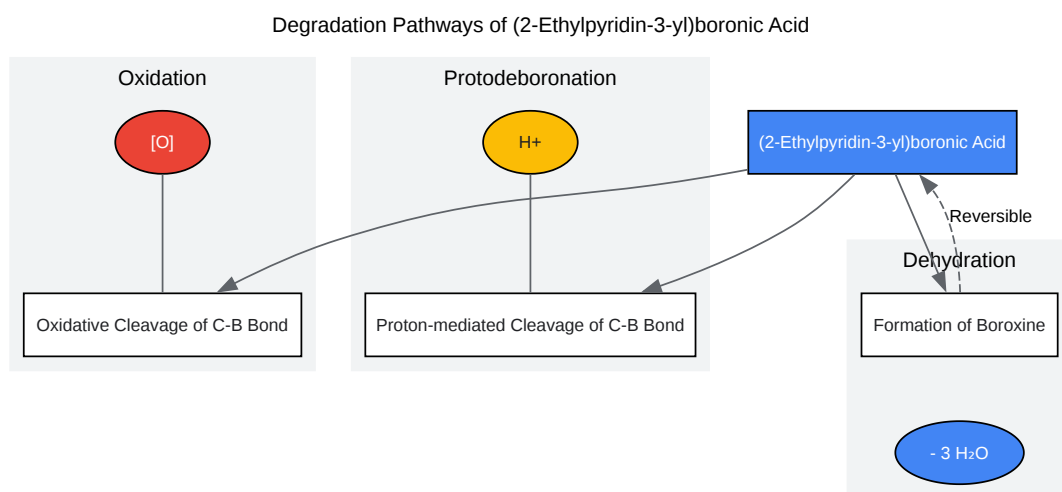 Degradation Pathways of (2-Ethylpyridin-3-yl)boronic Acid
Oxidation
Protodeboronation
[O]
H+
(2-Ethylpyridin-3-yl)boronic Acid
Reversible
Dehydration
Oxidative Cleavage of C-B Bond
Proton-mediated Cleavage of C-B Bond
Formation of Boroxine
- 3 H₂O